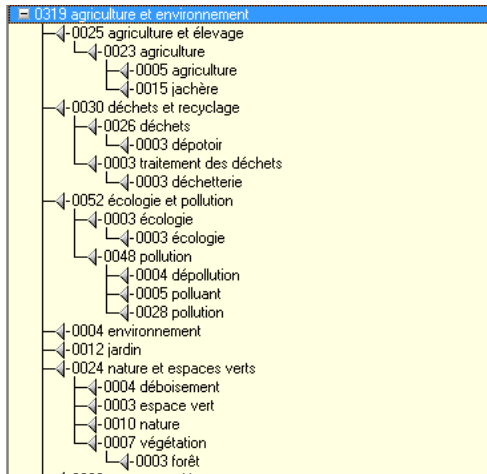 0319 agriculture et environnement
0025 agriculture et élevage
0023 agriculture
0005 agriculture
0015 jachère
0030 déchets et recyclage
0026 déchets
0003 dépotoir
0003 traitement des déchets
0003 déchetterie
0052 écologie et pollution
0003 écologie
0003 écologie
0048 pollution
0004 dépollution
0005 polluant
0028 pollution
0004 environnement
0012 jardin
0024 nature et espaces verts
0004 déboisement
0003 espace vert
0010 nature
0007 végétation
0003 forêt